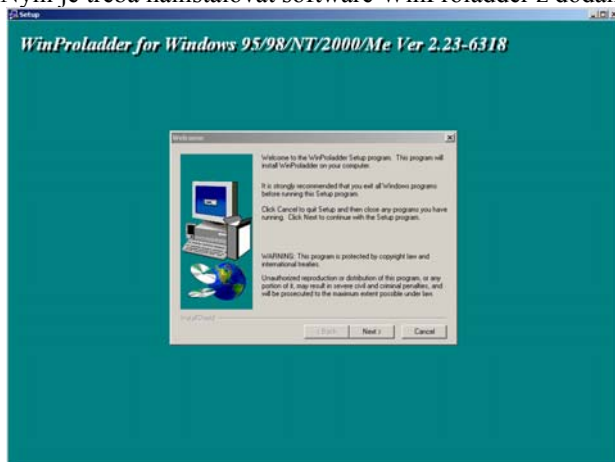 Nyní je třeba nainstalovat software WinProladder z
Setup
WinProladder for Windows 95/98/NT/2000/Me Ver 2.23-6318
Welcome
Welcome to the WinProladder Setup program. This program will
install WinProladder on your computer.
It is strongly recommended that you exit all Windows programs
before running this Setup program.
Click Cancel to quit Setup and then close any programs you have
running. Click Next to continue with the Setup program.
WARNING: This program is protected by copyright law and
international treaties.
Unauthorized reproduction or distribution of this program, or any
portion of it, may result in severe civil and criminal penalties, and
will be prosecuted to the maximum extent possible under law.
InstallShield
< Back
Next >
Cancel